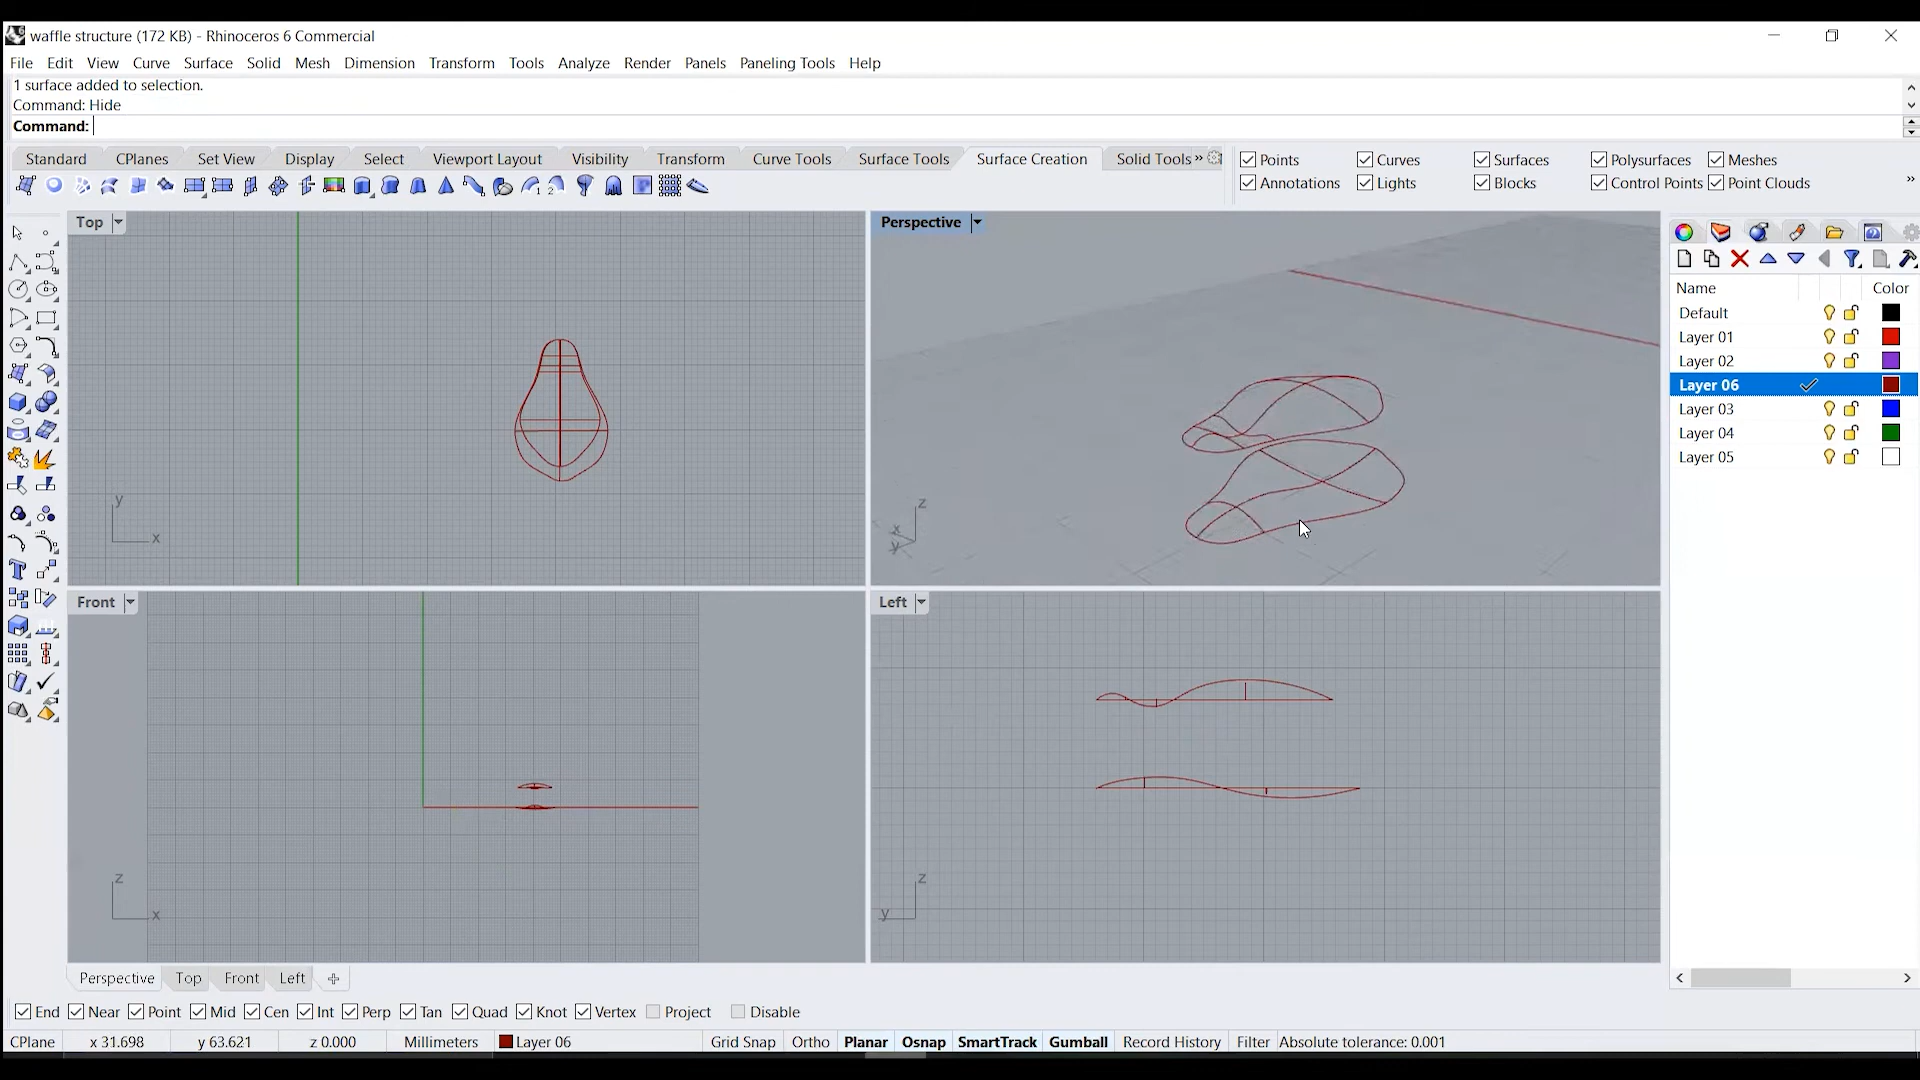 waffle structure (172 KB) - Rhinoceros 6 Commercial
File Edit View Curve Surface Solid Mesh Dimension Transform Tools Analyze Render Panels Paneling Tools Help
1 surface added to selection.
Command: Hide
Command:
Standard CPlanes Set View Display Select Viewport Layout Visibility Transform Curve Tools Surface Tools Surface Creation Solid Tools »
Points Curves Surfaces Polysurfaces Meshes
Annotations Lights Blocks Control Points Point Clouds »
Top
Perspective
Name Color
Default
Layer 01
Layer 02
Layer 06
Layer 03
Layer 04
Layer 05
y
x
z
x
y
Front
Left
z
x
z
y
Perspective Top Front Left
End Near Point Mid Cen Int Perp Tan Quad Knot Vertex Project Disable
CPlane x 31.698 y 63.621 z 0.000 Millimeters Layer 06 Grid Snap Ortho Planar Osnap SmartTrack Gumball Record History Filter Absolute tolerance: 0.001